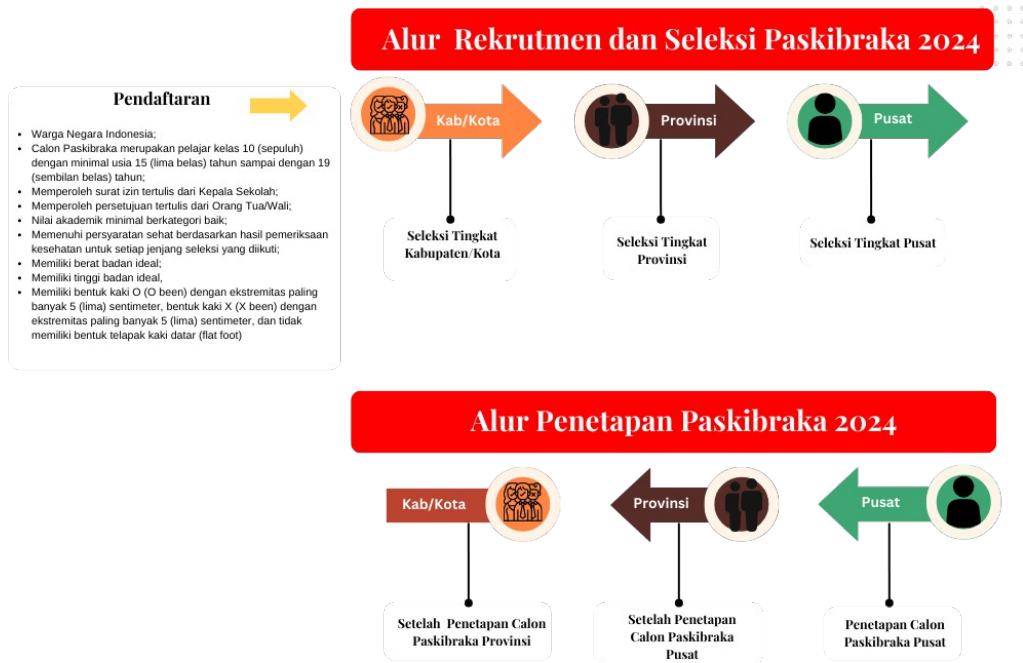 Alur Rekrutmen dan Seleksi Paskibraka 2024
Pendaftaran
• Warga Negara Indonesia;
• Calon Paskibraka merupakan pelajar kelas 10 (sepuluh)
dengan minimal usia 15 (lima belas) tahun sampai dengan 19
(sembilan belas) tahun;
• Memperoleh surat izin tertulis dari Kepala Sekolah;
• Memperoleh persetujuan tertulis dari Orang Tua/Wali;
• Nilai akademik minimal berkategori baik;
• Memenuhi persyaratan sehat berdasarkan hasil pemeriksaan
kesehatan untuk setiap jenjang seleksi yang diikuti;
• Memiliki berat badan ideal;
• Memiliki tinggi badan ideal,
• Memiliki bentuk kaki O (O been) dengan ekstremitas paling
banyak 5 (lima) sentimeter, bentuk kaki X (X been) dengan
ekstremitas paling banyak 5 (lima) sentimeter, dan tidak
memiliki bentuk telapak kaki datar (flat foot)
Kab/Kota
Seleksi Tingkat
Kabupaten/Kota
Provinsi
Seleksi Tingkat
Provinsi
Pusat
Seleksi Tingkat Pusat
Alur Penetapan Paskibraka 2024
Kab/Kota
Setelah Penetapan Calon
Paskibraka Provinsi
Provinsi
Setelah Penetapan
Calon Paskibraka
Pusat
Pusat
Penetapan Calon
Paskibraka Pusat